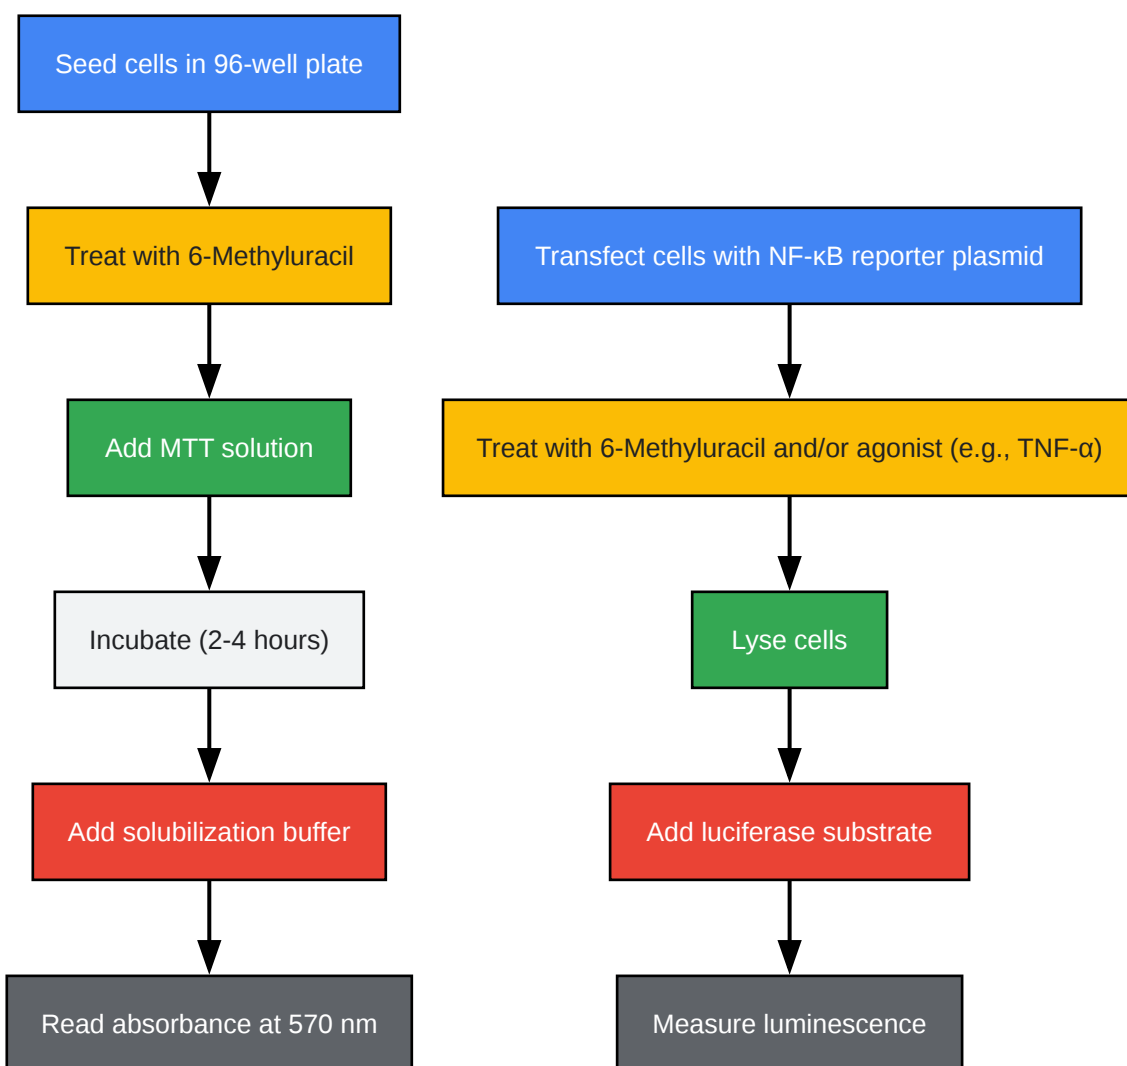 Seed cells in 96-well plate
Treat with 6-Methyluracil
Add MTT solution
Incubate (2-4 hours)
Add solubilization buffer
Read absorbance at 570 nm
Transfect cells with NF-κB reporter plasmid
Treat with 6-Methyluracil and/or agonist (e.g., TNF-α)
Lyse cells
Add luciferase substrate
Measure luminescence